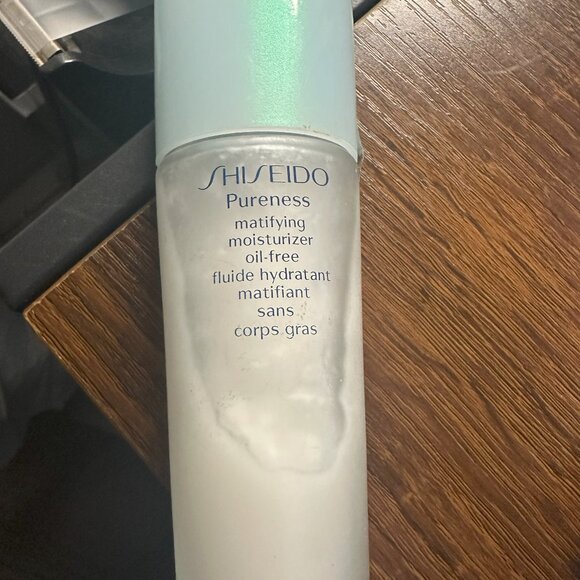 SHISEIDO
Pureness
matifying
moisturizer
oil-free
fluide hydratant
matifiant
sans
corps gras